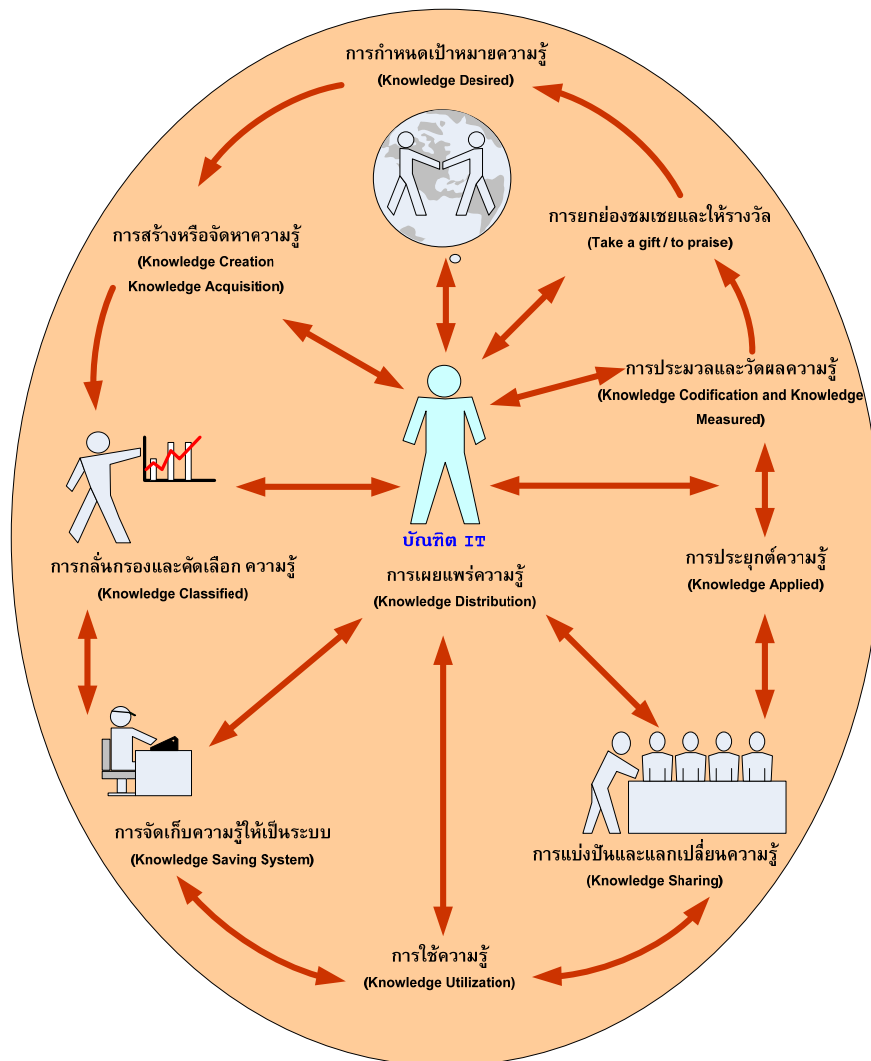 การกำหนดเป้าหมายความรู้
(Knowledge Desired)
การยกย่องชมเชยและให้รางวัล
(Take a gift / to praise)
การสร้างหรือจัดหาความรู้
(Knowledge Creation
Knowledge Acquisition)
การประมวลและวัดผลความรู้
(Knowledge Codification and Knowledge
Measured)
บัณฑิต IT
การกลั่นกรองและคัดเลือก ความรู้
(Knowledge Classified)
การเผยแพร่ความรู้
(Knowledge Distribution)
การประยุกต์ความรู้
(Knowledge Applied)
การจัดเก็บความรู้ให้เป็นระบบ
(Knowledge Saving System)
การแบ่งปันและแลกเปลี่ยนความรู้
(Knowledge Sharing)
การใช้ความรู้
(Knowledge Utilization)